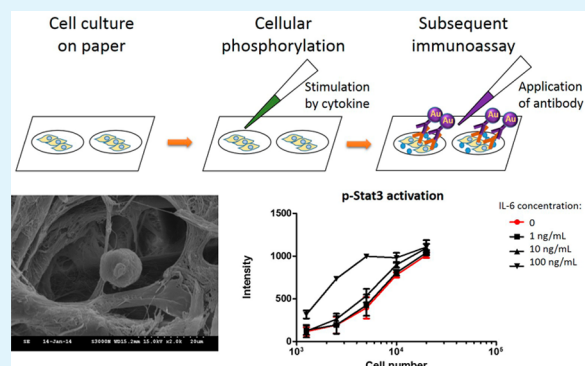 Cell culture
on paper
Cellular
phosphorylation
Subsequent
immunoassay
Stimulation
by cytokine
Application
of antibody
Au
Au
Au
Au
p-Stat3 activation
Intensity
1500
1000
500
0
10³
10⁴
10⁵
Cell number
IL-6 concentration:
0
1 ng/mL
10 ng/mL
100 ng/mL
14-Jan-14
WD15.2mm 15.0kV x2.0k 20um